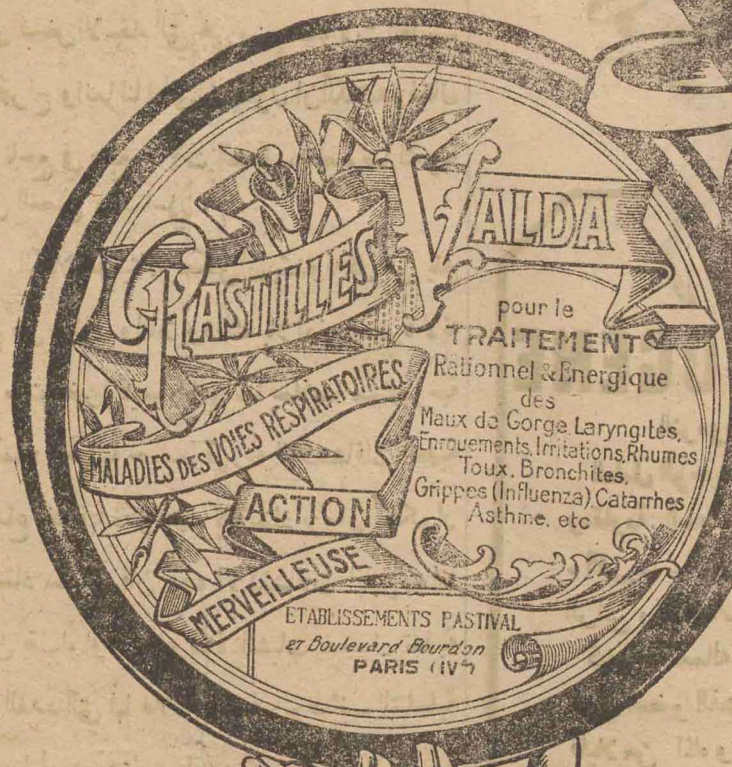 PASTILLES VALDA
MALADIES DES VOIES RESPIRATOIRES
ACTION
MERVEILLEUSE
pour le
TRAITEMENT
Rationnel & Energique
des
Maux de Gorge, Laryngites,
Enrouements, Irritations, Rhumes
Toux, Bronchites,
Grippes (Influenza), Catarrhes
Asthme, etc
ETABLISSEMENTS PASTIVAL
27 Boulevard Bourdon
PARIS (IVe)